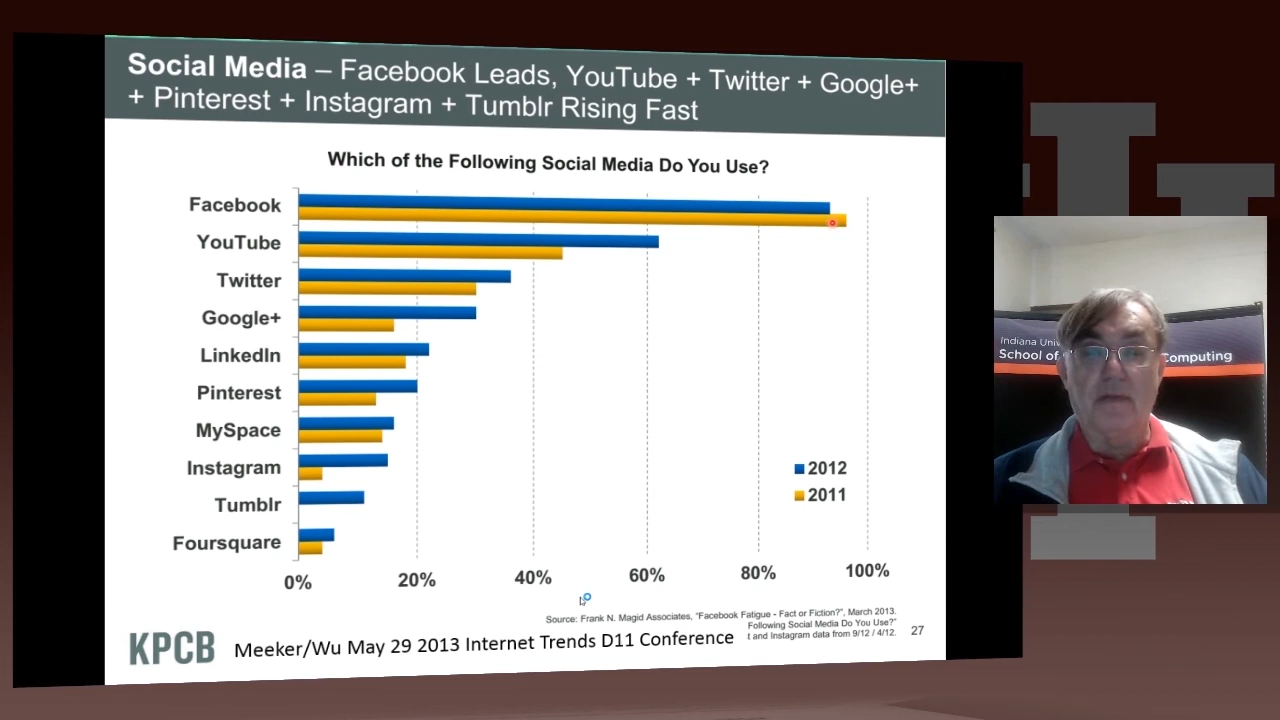 Social Media – Facebook Leads, YouTube + Twitter + Google+
+ Pinterest + Instagram + Tumblr Rising Fast
Which of the Following Social Media Do You Use?
Facebook
YouTube
Twitter
Google+
LinkedIn
Pinterest
MySpace
Instagram
Tumblr
Foursquare
2012
2011
0% 20% 40% 60% 80% 100%
Source: Frank N. Magid Associates, “Facebook Fatigue - Fact or Fiction?”, March 2013.
Following Social Media Do You Use?”
t and Instagram data from 9/12 / 4/12.
27
KPCB
Meeker/Wu May 29 2013 Internet Trends D11 Conference
Indiana
School of Computing